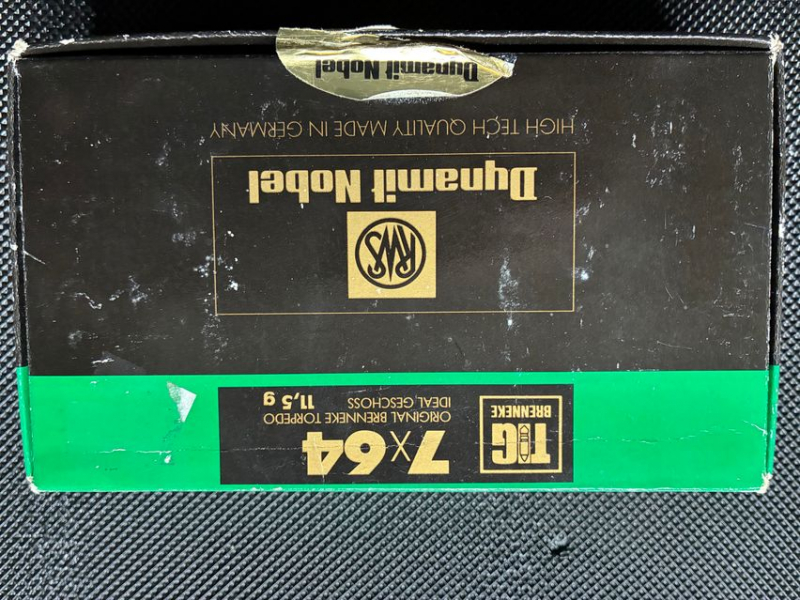 TIG
BRENNEKE
7x64
ORIGINAL BRENNEKE TORPEDO
IDEAL, GESCHOSS 11,5 g
RWS
Dynamit Nobel
HIGH TECH QUALITY MADE IN GERMANY
Dynamit Nobel